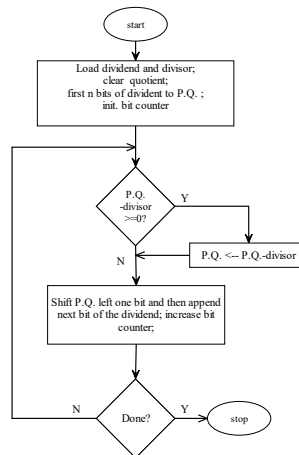 start
Load dividend and divisor;
clear quotient;
first n bits of divident to P.Q. ;
init. bit counter
P.Q.
-divisor
>=0?
Y
N
P.Q. <-- P.Q.-divisor
Shift P.Q. left one bit and then append
next bit of the dividend; increase bit
counter;
N
Done?
Y
stop